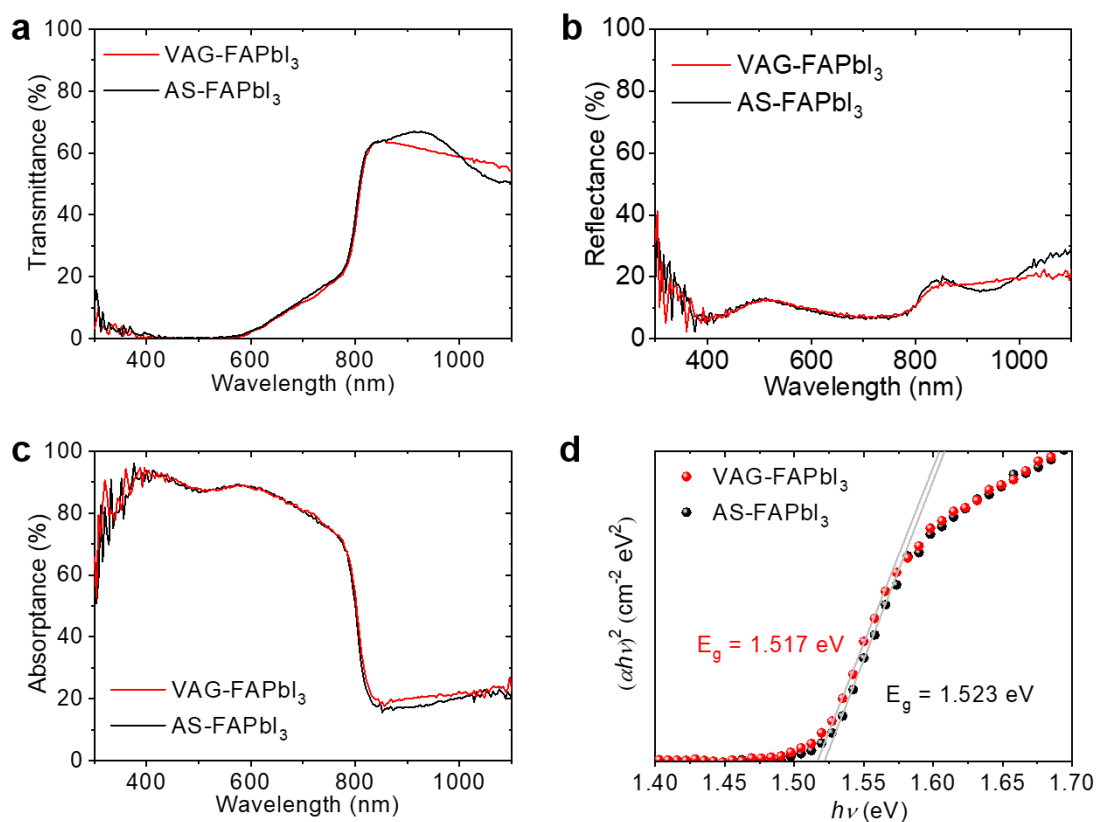 a
VAG-FAPbI₃
AS-FAPbI₃
Transmittance (%)
100
80
60
40
20
0
400 600 800 1000
Wavelength (nm)
b
VAG-FAPbI₃
AS-FAPbI₃
Reflectance (%)
100
80
60
40
20
0
400 600 800 1000
Wavelength (nm)
c
VAG-FAPbI₃
AS-FAPbI₃
Absorptance (%)
100
80
60
40
20
0
400 600 800 1000
Wavelength (nm)
d
VAG-FAPbI₃
AS-FAPbI₃
(αhν)² (cm⁻² eV²)
E_g = 1.517 eV
E_g = 1.523 eV
1.40 1.45 1.50 1.55 1.60 1.65 1.70
hν (eV)